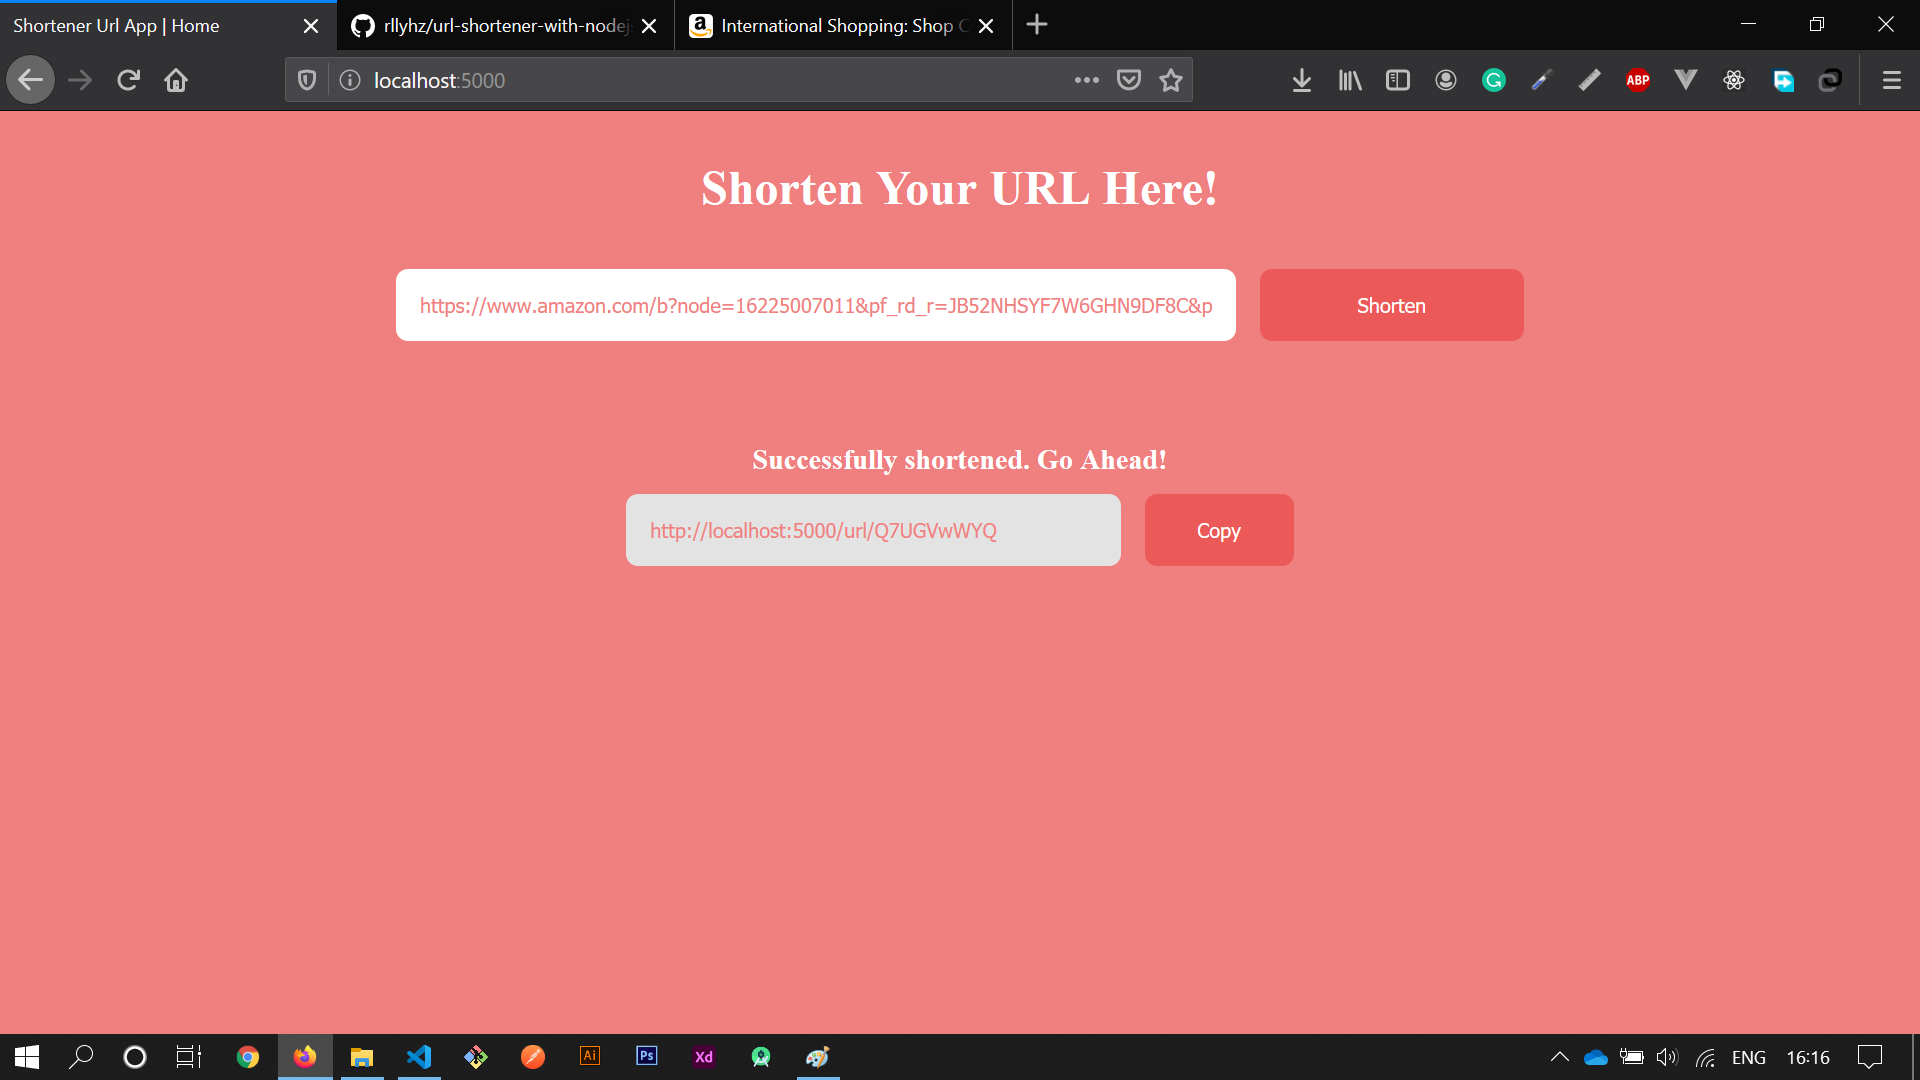 Shortener Url App | Home
rllyhz/url-shortener-with-nodejs
International Shopping: Shop C
localhost:5000
ABP
Shorten Your URL Here!
https://www.amazon.com/b?node=16225007011&pf_rd_r=JB52NHSYF7W6GHN9DF8C&p
Shorten
Successfully shortened. Go Ahead!
http://localhost:5000/url/Q7UGVwWYQ
Copy
Ai
Ps
Xd
ENG
16:16